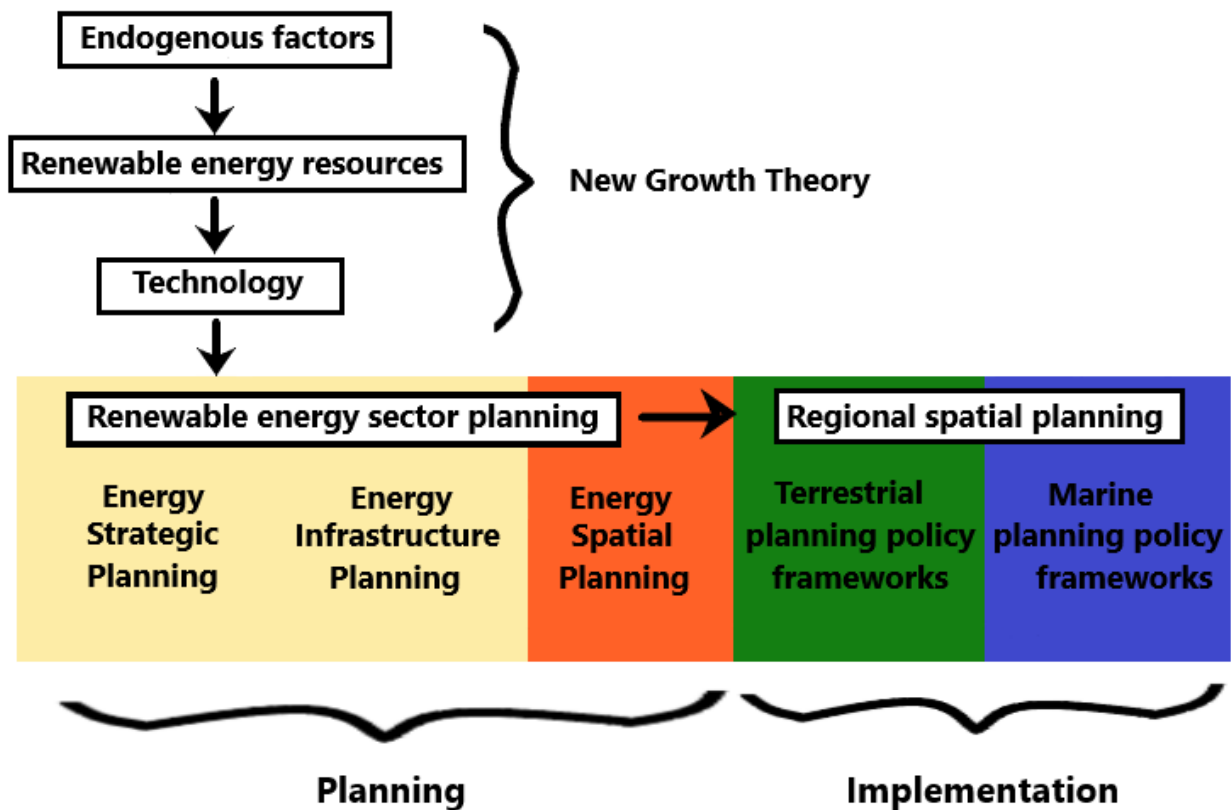 Endogenous factors
Renewable energy resources
New Growth Theory
Technology
Renewable energy sector planning
Regional spatial planning
Energy
Strategic
Planning
Energy
Infrastructure
Planning
Energy
Spatial
Planning
Terrestrial
planning policy
frameworks
Marine
planning policy
frameworks
Planning
Implementation